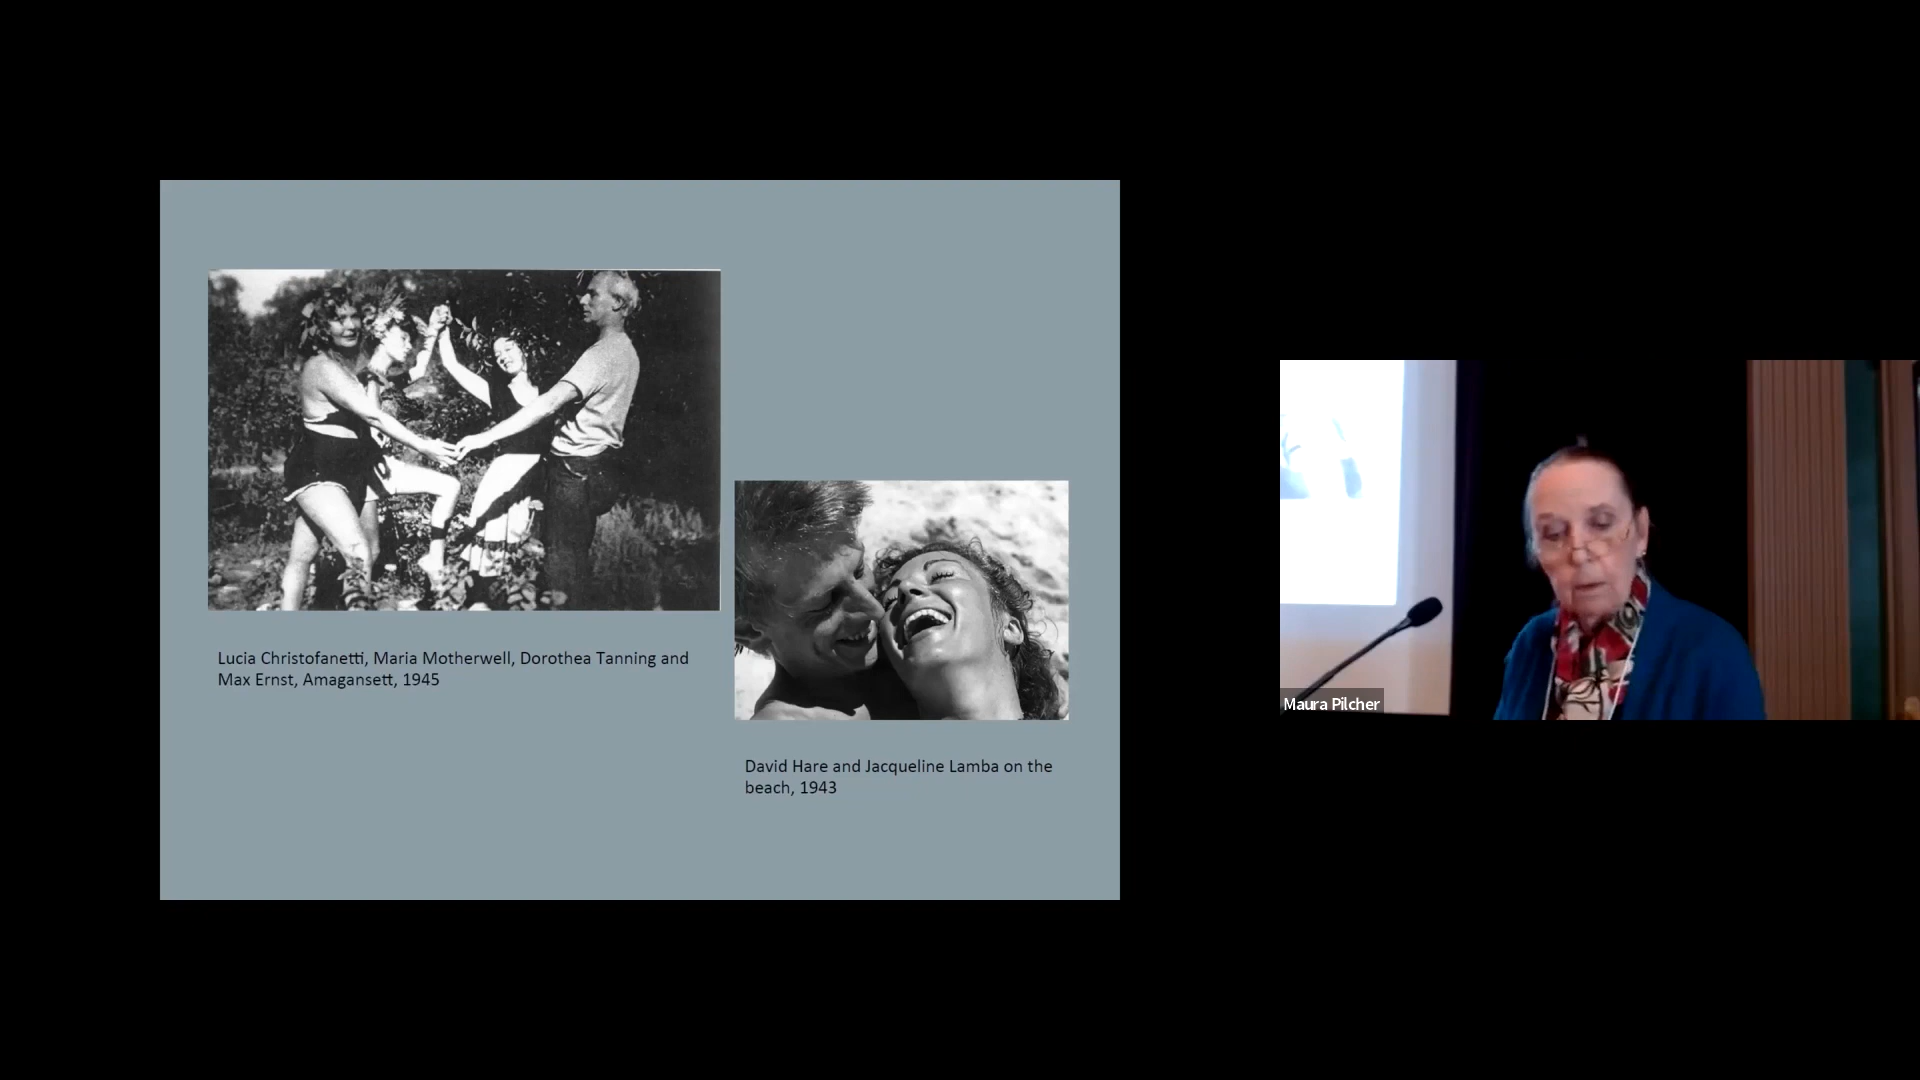 Lucia Christofanetti, Maria Motherwell, Dorothea Tanning and
Max Ernst, Amagansett, 1945
David Hare and Jacqueline Lamba on the
beach, 1943
Maura Pilcher